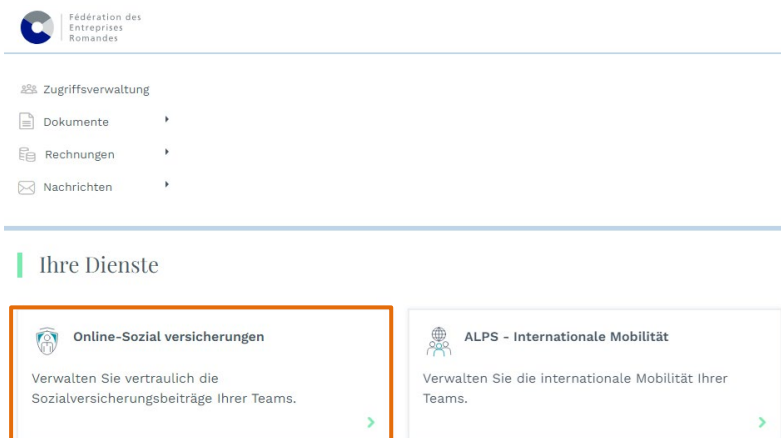 Fédération des
Entreprises
Romandes
Zugriffsverwaltung
Dokumente
Rechnungen
Nachrichten
Ihre Dienste
Online-Sozial versicherungen
Verwalten Sie vertraulich die
Sozialversicherungsbeiträge Ihrer Teams.
ALPS - Internationale Mobilität
Verwalten Sie die internationale Mobilität Ihrer
Teams.